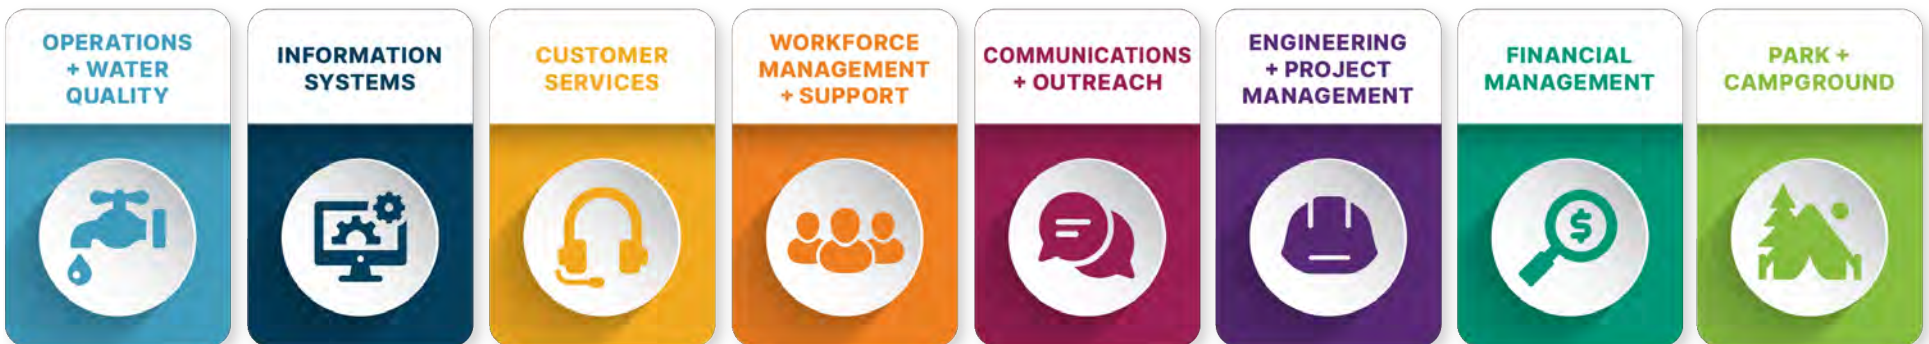 OPERATIONS
+ WATER
QUALITY
INFORMATION
SYSTEMS
CUSTOMER
SERVICES
WORKFORCE
MANAGEMENT
+ SUPPORT
COMMUNICATIONS
+ OUTREACH
ENGINEERING
+ PROJECT
MANAGEMENT
FINANCIAL
MANAGEMENT
PARK +
CAMPGROUND
$